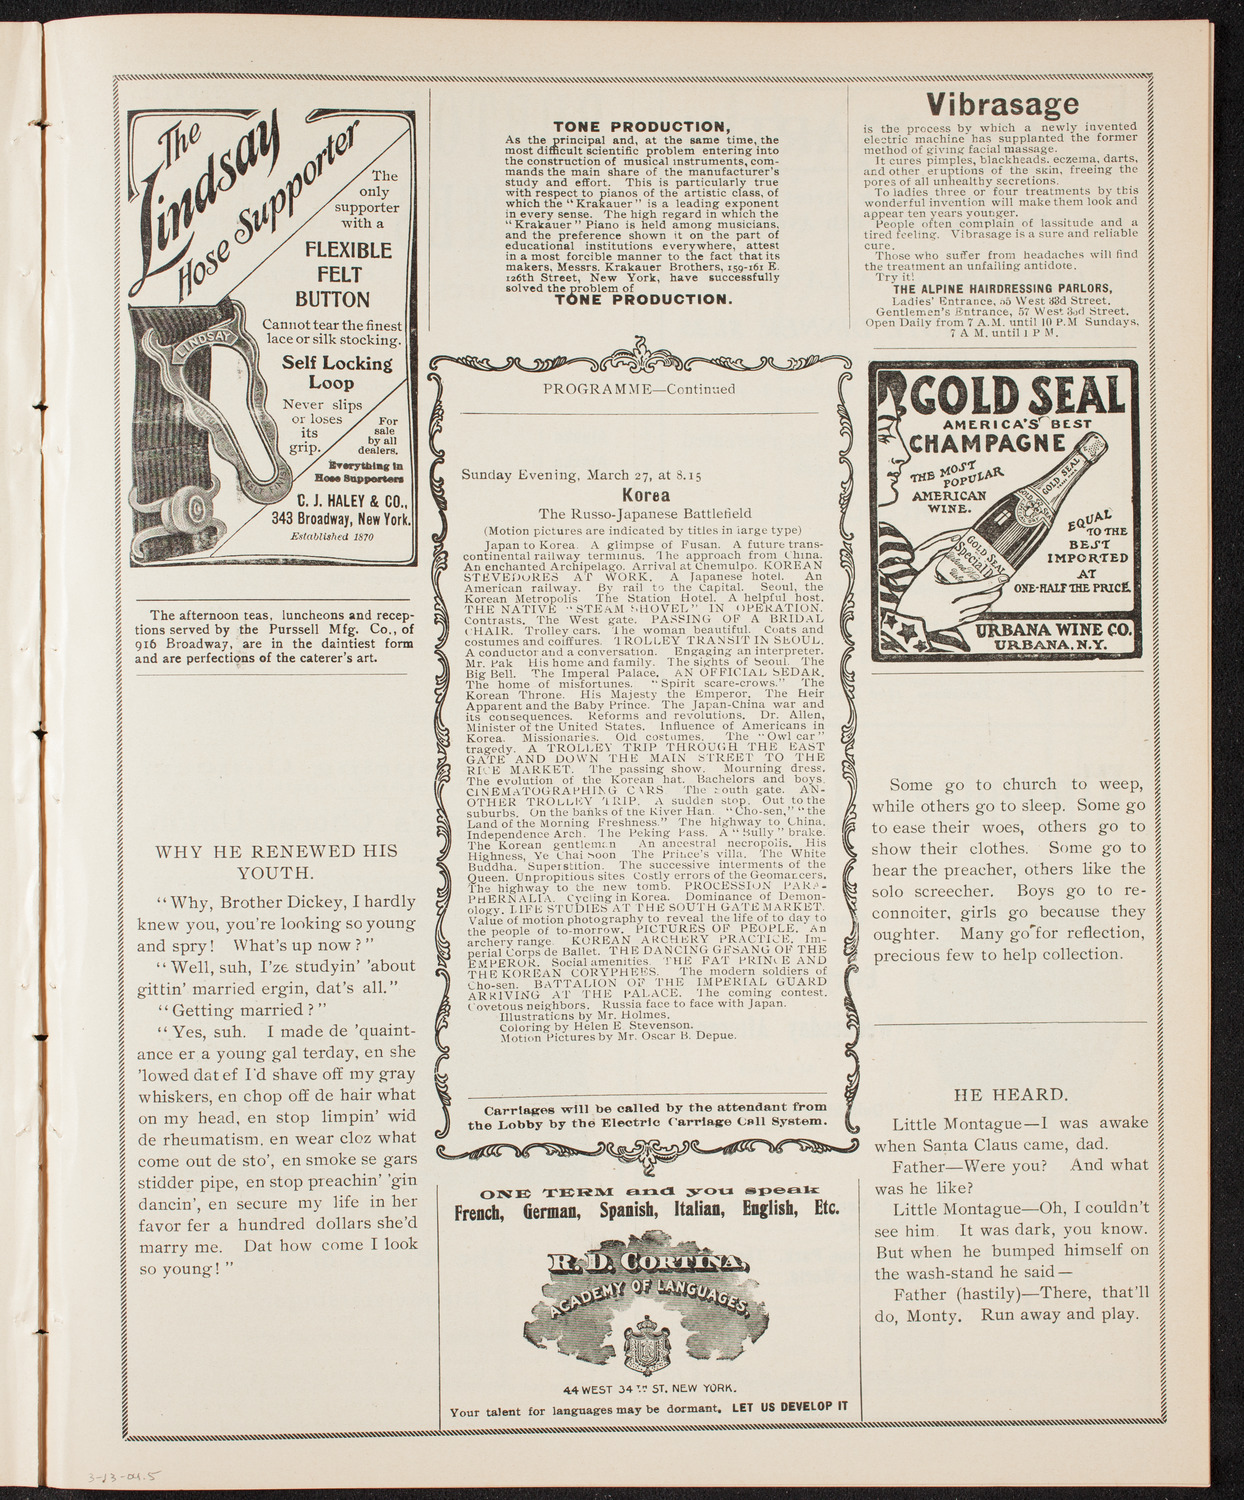 The
Lindsay
Hose Supporter
The
only
supporter
with a
FLEXIBLE
FELT
BUTTON
Cannot tear the finest
lace or silk stocking.
Self Locking
Loop
Never slips
or loses
its
grip.
For
sale
by all
dealers.
Everything in
Hose Supporters
C. J. HALEY & CO.,
343 Broadway, New York.
Established 1870
LINDSAY
The afternoon teas, luncheons and recep-
tions served by the Purssell Mfg. Co., of
916 Broadway, are in the daintiest form
and are perfections of the caterer's art.
WHY HE RENEWED HIS
YOUTH.
"Why, Brother Dickey, I hardly
knew you, you're looking so young
and spry! What's up now?"
"Well, suh, I'ze studyin' 'about
gittin' married ergin, dat's all."
"Getting married?"
"Yes, suh. I made de 'quaint-
ance er a young gal terday, en she
'lowed dat ef I'd shave off my gray
whiskers, en chop off de hair what
on my head, en stop limpin' wid
de rheumatism, en wear cloz what
come out de sto', en smoke se gars
stidder pipe, en stop preachin' 'gin
dancin', en secure my life in her
favor fer a hundred dollars she'd
marry me. Dat how come I look
so young!"
TONE PRODUCTION,
As the principal and, at the same time, the
most difficult scientific problem entering into
the construction of musical instruments, com-
mands the main share of the manufacturer's
study and effort. This is particularly true
with respect to pianos of the artistic class, of
which the "Krakauer" is a leading exponent
in every sense. The high regard in which the
"Krakauer" Piano is held among musicians,
and the preference shown it on the part of
educational institutions everywhere, attest
in a most forcible manner to the fact that its
makers, Messrs. Krakauer Brothers, 159-161 E.
126th Street, New York, have successfully
solved the problem of
TONE PRODUCTION.
PROGRAMME—Continued
Sunday Evening, March 27, at 8.15
Korea
The Russo-Japanese Battlefield
(Motion pictures are indicated by titles in large type)
Japan to Korea. A glimpse of Fusan. A future trans-
continental railway terminus. The approach from China.
An enchanted Archipelago. Arrival at Chemulpo. KOREAN
STEVEDORES AT WORK. A Japanese hotel. An
American railway. By rail to the Capital. Seoul, the
Korean Metropolis The Station Hotel. A helpful host.
THE NATIVE "STEAM SHOVEL" IN OPERATION.
Contrasts. The West gate. PASSING OF A BRIDAL
CHAIR. Trolley cars. The woman beautiful. Coats and
costumes and coiffures. TROLLEY TRANSIT IN SEOUL.
A conductor and a conversation. Engaging an interpreter.
Mr. Pak His home and family. The sights of Seoul. The
Big Bell. The Imperal Palace. AN OFFICIAL SEDAR.
The home of misfortunes. "Spirit scare-crows." The
Korean Throne. His Majesty the Emperor. The Heir
Apparent and the Baby Prince. The Japan-China war and
its consequences. Reforms and revolutions. Dr. Allen,
Minister of the United States. Influence of Americans in
Korea. Missionaries. Old costumes. The "Owl car"
tragedy. A TROLLEY TRIP THROUGH THE EAST
GATE AND DOWN THE MAIN STREET TO THE
RICE MARKET. The passing show. Mourning dress.
The evolution of the Korean hat. Bachelors and boys.
CINEMATOGRAPHING CARS The south gate. AN-
OTHER TROLLEY TRIP. A sudden stop. Out to the
suburbs. On the banks of the River Han. "Cho-sen," "the
Land of the Morning Freshness." The highway to China.
Independence Arch. The Peking Pass. A "Bully" brake.
The Korean gentleman An ancestral necropolis. His
Highness, Ye Chai Soon The Prince's villa. The White
Buddha. Superstition. The successive interments of the
Queen. Unpropitious sites Costly errors of the Geomancers.
The highway to the new tomb. PROCESSION PARA-
PHERNALIA. Cycling in Korea. Dominance of Demon-
ology. LIFE STUDIES AT THE SOUTH GATE MARKET.
Value of motion photography to reveal the life of to day to
the people of to-morrow. PICTURES OF PEOPLE. An
archery range. KOREAN ARCHERY PRACTICE. Im-
perial Corps de Ballet. THE DANCING GESANG OF THE
EMPEROR. Social amenities. THE FAT PRINCE AND
THE KOREAN CORYPHEES. The modern soldiers of
Cho-sen. BATTALION OF THE IMPERIAL GUARD
ARRIVING AT THE PALACE. The coming contest.
Covetous neighbors. Russia face to face with Japan.
Illustrations by Mr. Holmes.
Coloring by Helen E. Stevenson.
Motion Pictures by Mr. Oscar B. Depue.
Carriages will be called by the attendant from
the Lobby by the Electric Carriage Call System.
ONE TERM and you speak
French, German, Spanish, Italian, English, Etc.
R. D. CORTINA,
ACADEMY OF LANGUAGES,
44 WEST 34TH ST. NEW YORK.
Your talent for languages may be dormant. LET US DEVELOP IT
Vibrasage
is the process by which a newly invented
electric machine has supplanted the former
method of giving facial massage.
It cures pimples, blackheads, eczema, darts,
and other eruptions of the skin, freeing the
pores of all unhealthy secretions.
To ladies three or four treatments by this
wonderful invention will make them look and
appear ten years younger.
People often complain of lassitude and a
tired feeling. Vibrasage is a sure and reliable
cure.
Those who suffer from headaches will find
the treatment an unfailing antidote.
Try it!
THE ALPINE HAIRDRESSING PARLORS,
Ladies' Entrance, 55 West 33d Street.
Gentlemen's Entrance, 57 West 33d Street.
Open Daily from 7 A.M. until 10 P.M Sundays,
7 A M. until 1 P M.
GOLD SEAL
AMERICA'S BEST
CHAMPAGNE
THE MOST
POPULAR
AMERICAN
WINE.
GOLD SEAL
GOLD SEAL
Special Dry
EQUAL
TO THE
BEST
IMPORTED
AT
ONE-HALF THE PRICE.
URBANA WINE CO.
URBANA, N.Y.
Some go to church to weep,
while others go to sleep. Some go
to ease their woes, others go to
show their clothes. Some go to
hear the preacher, others like the
solo screecher. Boys go to re-
connoiter, girls go because they
oughter. Many go for reflection,
precious few to help collection.
HE HEARD.
Little Montague—I was awake
when Santa Claus came, dad.
Father—Were you? And what
was he like?
Little Montague—Oh, I couldn't
see him. It was dark, you know.
But when he bumped himself on
the wash-stand he said—
Father (hastily)—There, that'll
do, Monty. Run away and play.
3-13-04.5